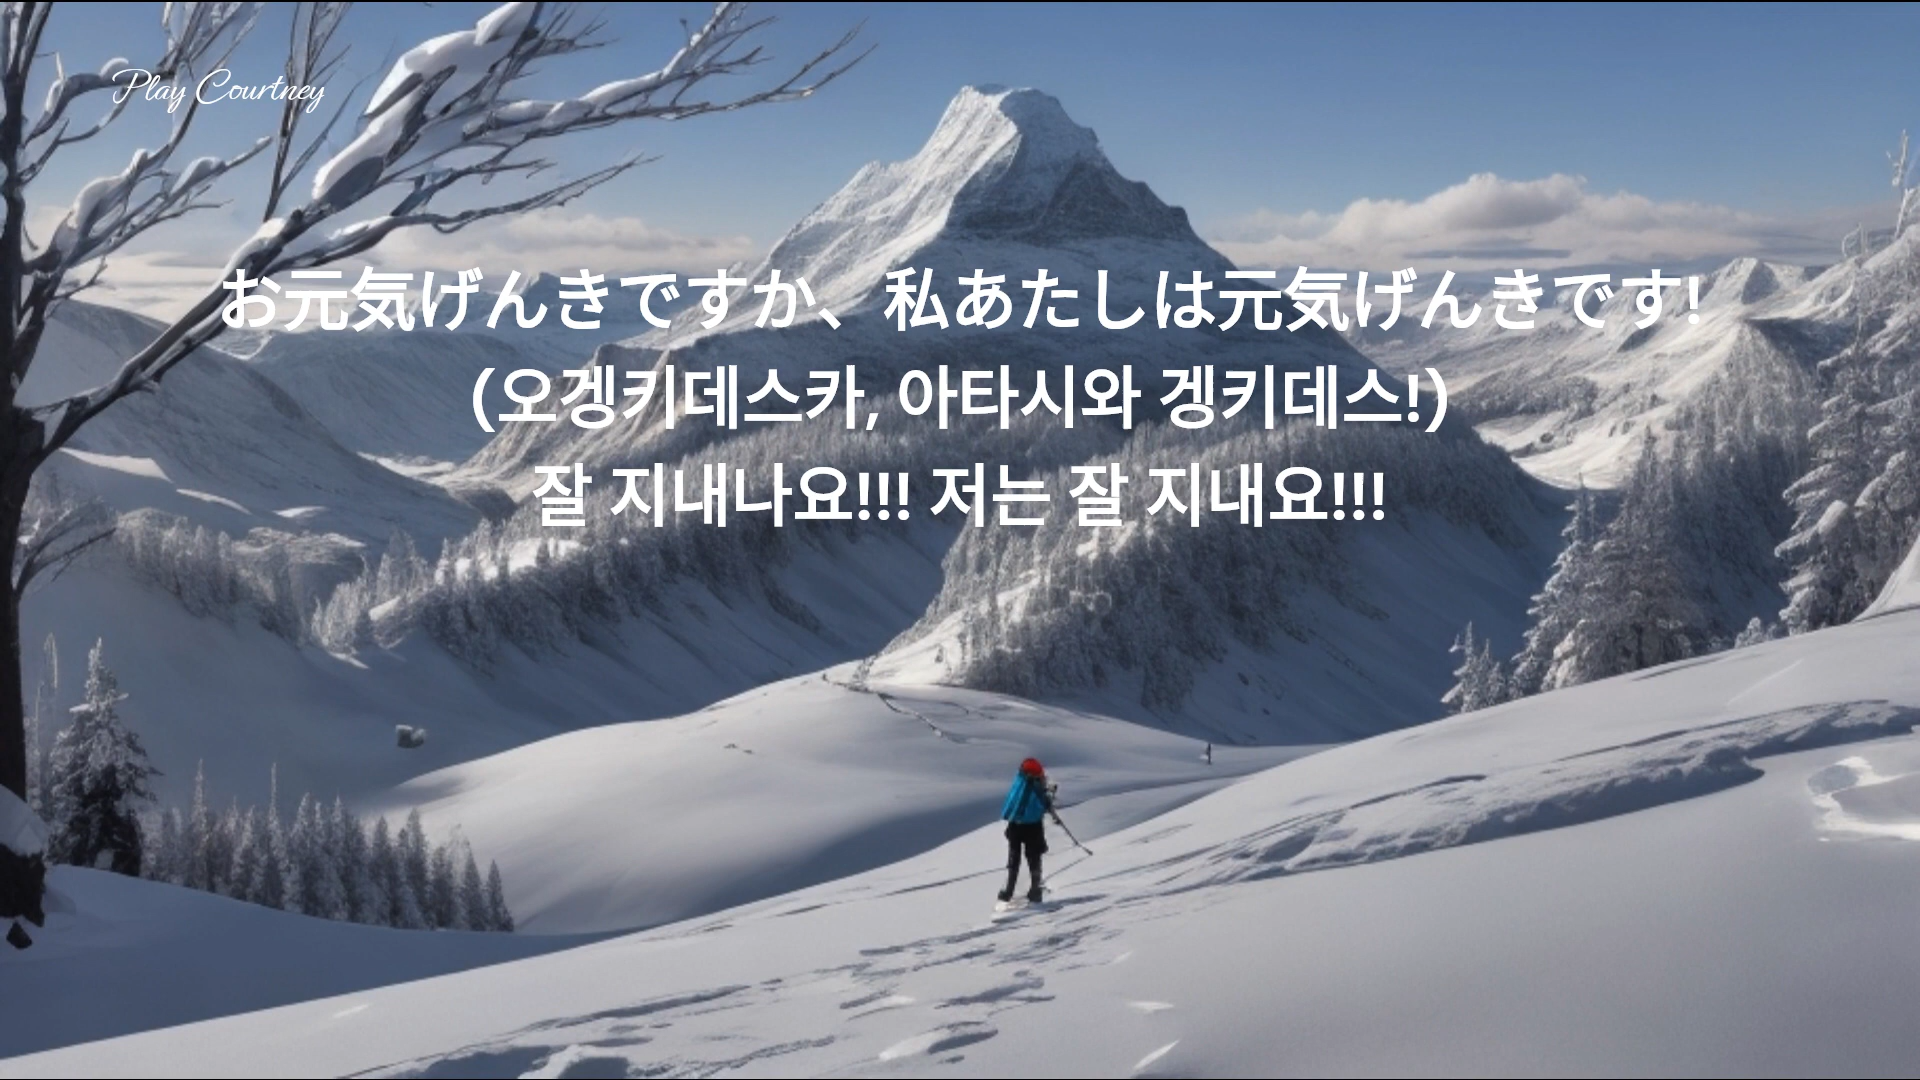 Play Courtney
お元気げんきですか、私あたしは元気げんきです!
(오겡키데스카, 아타시와 겡키데스!)
잘 지내나요!!! 저는 잘 지내요!!!